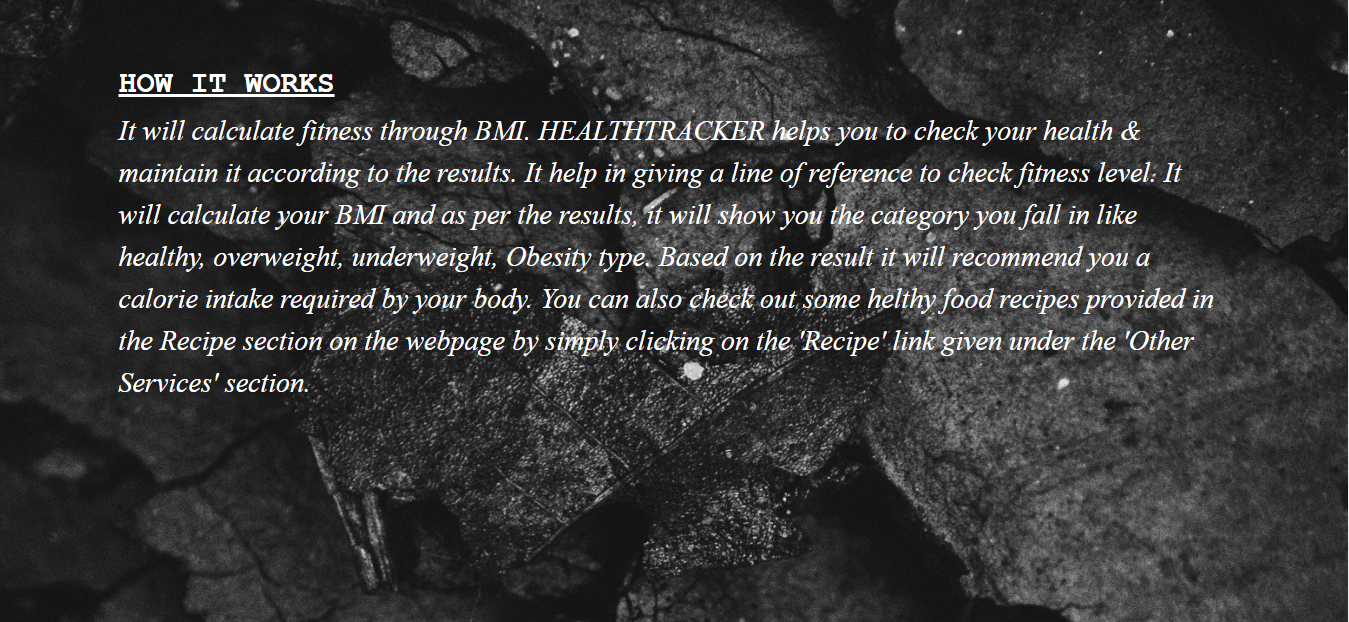 HOW IT WORKS
It will calculate fitness through BMI. HEALTHTRACKER helps you to check your health &
maintain it according to the results. It help in giving a line of reference to check fitness level. It
will calculate your BMI and as per the results, it will show you the category you fall in like
healthy, overweight, underweight, Obesity type. Based on the result it will recommend you a
calorie intake required by your body. You can also check out some helthy food recipes provided in
the Recipe section on the webpage by simply clicking on the 'Recipe' link given under the 'Other
Services' section.